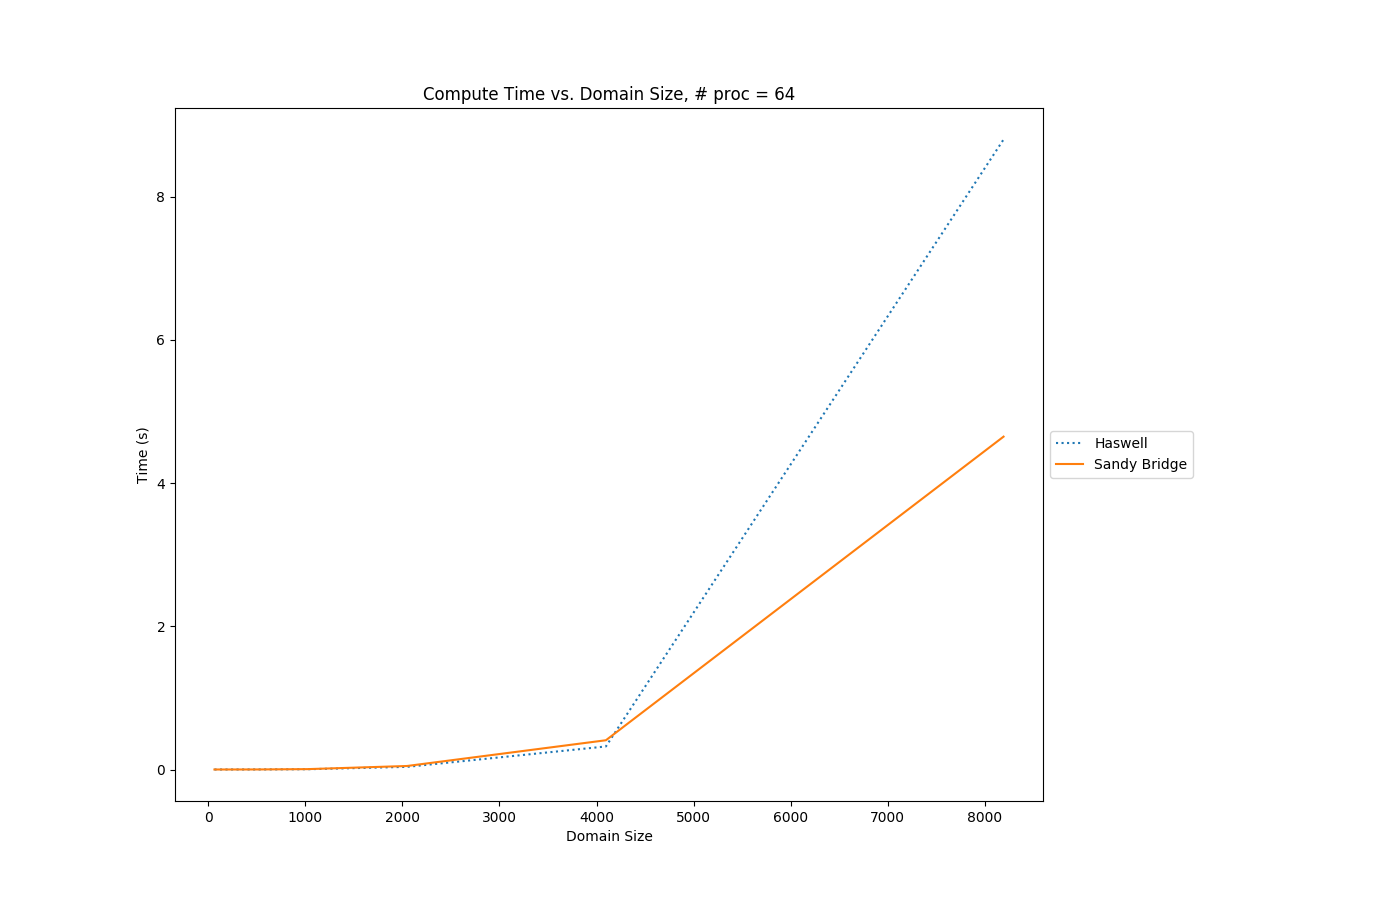 Compute Time vs. Domain Size, # proc = 64
8
6
4
2
0
Time (s)
0 1000 2000 3000 4000 5000 6000 7000 8000
Domain Size
Haswell
Sandy Bridge